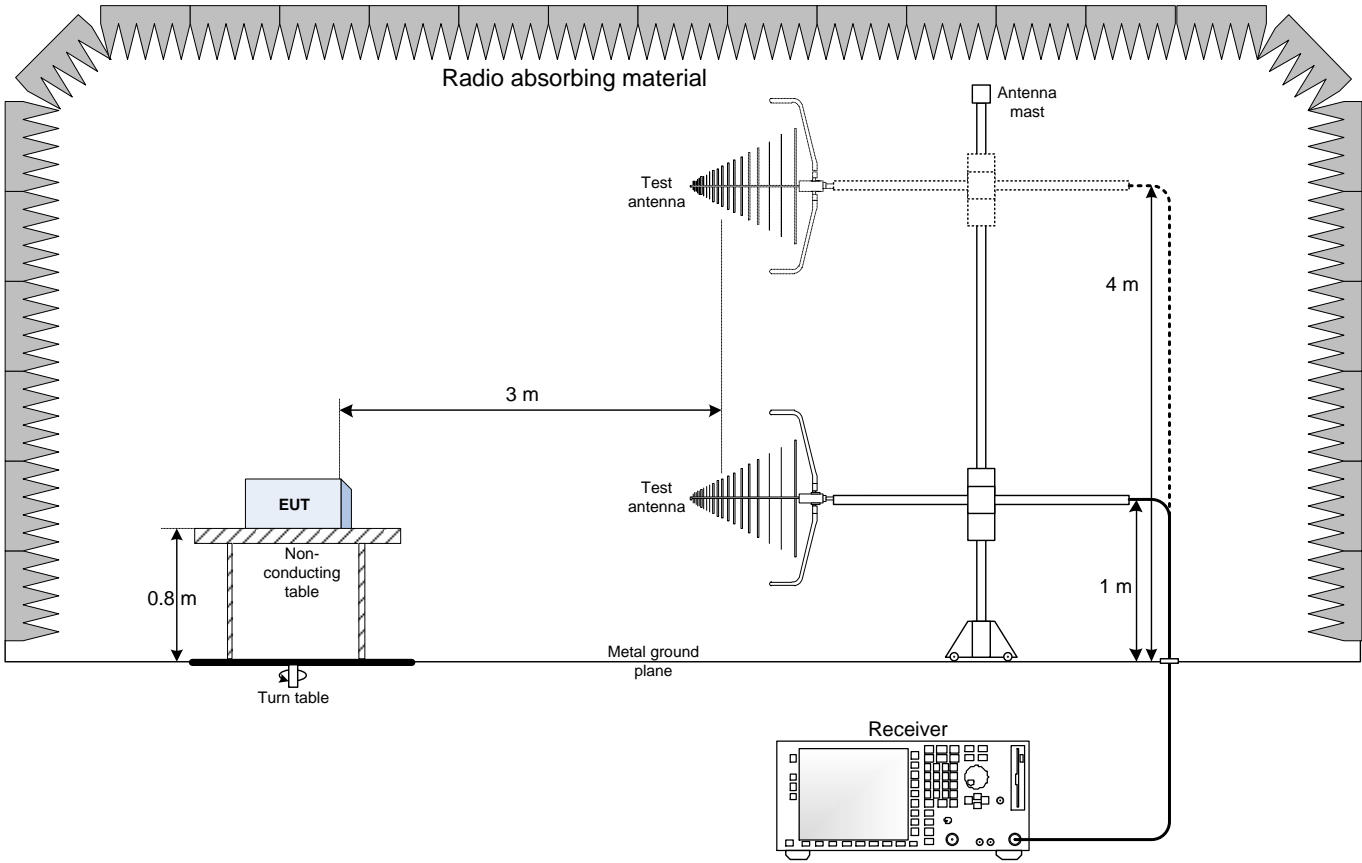 Radio absorbing material
Antenna
mast
Test
antenna
4 m
3 m
Test
antenna
EUT
Non-
conducting
table
0.8 m
1 m
Metal ground
plane
Turn table
Receiver